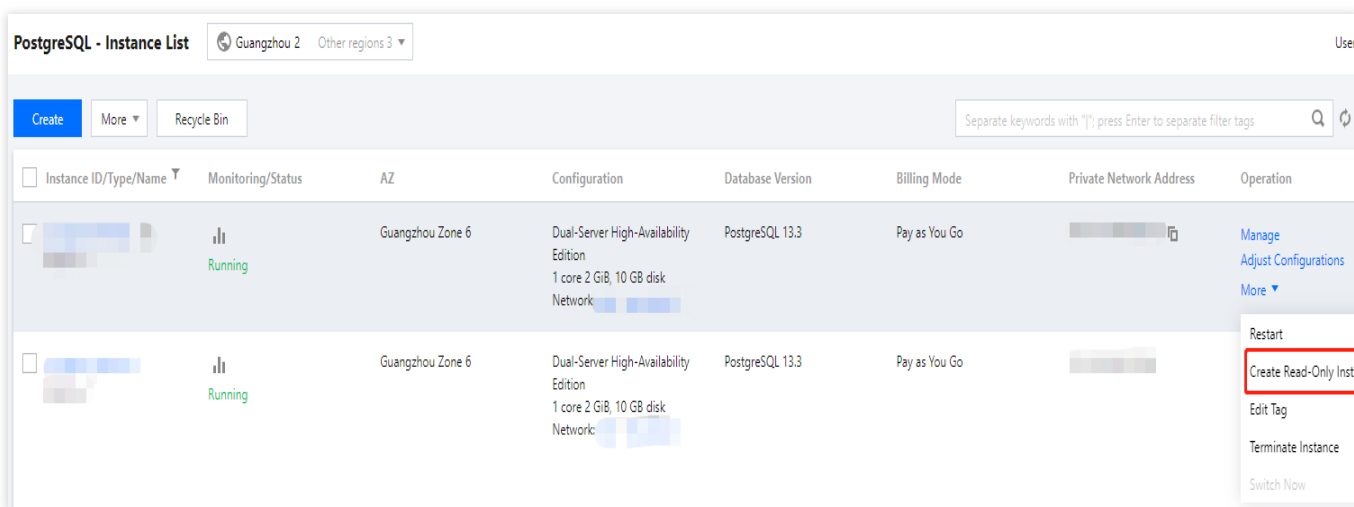 PostgreSQL - Instance List Guangzhou 2 Other regions 3
Create More Recycle Bin Separate keywords with "|"; press Enter to separate filter tags
Instance ID/Type/Name Monitoring/Status AZ Configuration Database Version Billing Mode Private Network Address Operation
Running
Guangzhou Zone 6
Dual-Server High-Availability
Edition
1 core 2 GiB, 10 GB disk
Network
PostgreSQL 13.3
Pay as You Go
Manage
Adjust Configurations
More
Running
Guangzhou Zone 6
Dual-Server High-Availability
Edition
1 core 2 GiB, 10 GB disk
Network:
PostgreSQL 13.3
Pay as You Go
Restart
Create Read-Only Inst
Edit Tag
Terminate Instance
Switch Now